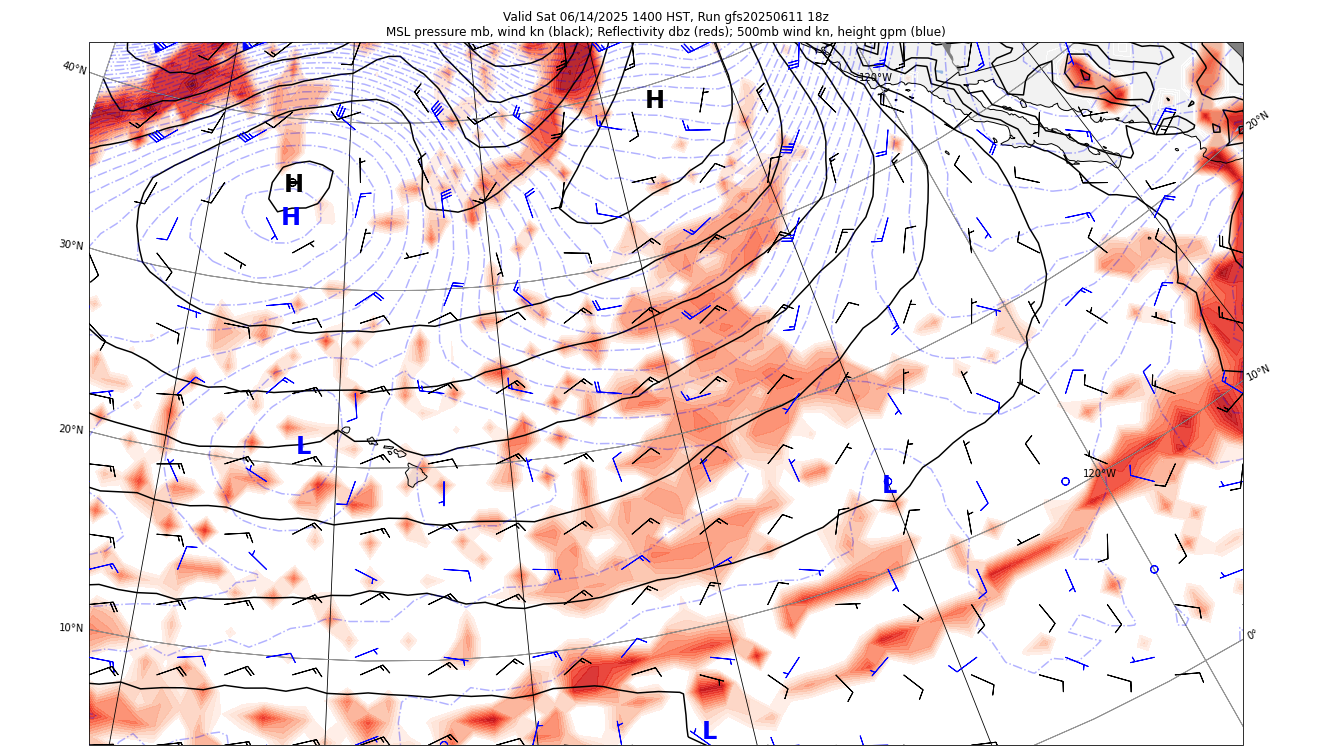 Valid Sat 06/14/2025 1400 HST, Run gfs20250611 18z
MSL pressure mb, wind kn (black); Reflectivity dbz (reds); 500mb wind kn, height gpm (blue)
40°N
120°W
H
20°N
H
H
30°N
10°N
20°N
L
120°W
L
10°N
0°
L